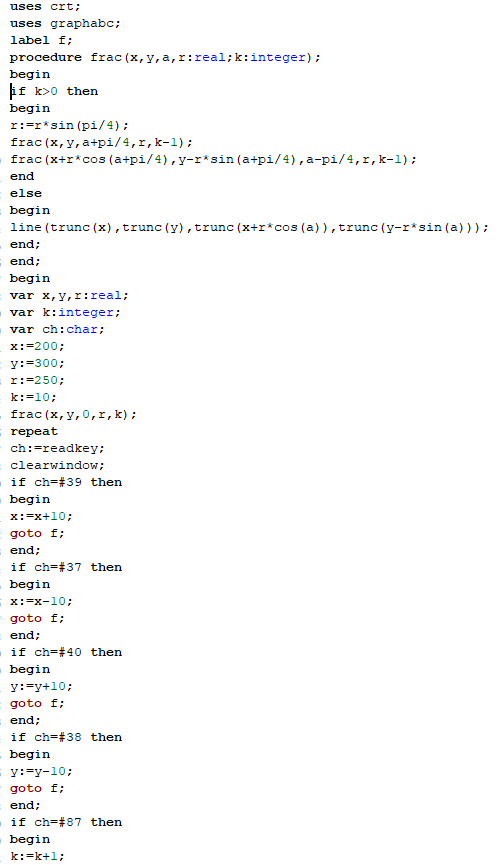 uses crt;
uses graphabc;
label f;
procedure frac(x,y,a,r:real;k:integer);
begin
if k>0 then
begin
r:=r*sin(pi/4);
frac(x,y,a+pi/4,r,k-1);
frac(x+r*cos(a+pi/4),y-r*sin(a+pi/4),a-pi/4,r,k-1);
end
else
begin
line(trunc(x),trunc(y),trunc(x+r*cos(a)),trunc(y-r*sin(a)));
end;
end;
begin
var x,y,r:real;
var k:integer;
var ch:char;
x:=200;
y:=300;
r:=250;
k:=10;
frac(x,y,0,r,k);
repeat
ch:=readkey;
clearwindow;
if ch=#39 then
begin
x:=x+10;
goto f;
end;
if ch=#37 then
begin
x:=x-10;
goto f;
end;
if ch=#40 then
begin
y:=y+10;
goto f;
end;
if ch=#38 then
begin
y:=y-10;
goto f;
end;
if ch=#87 then
begin
k:=k+1;